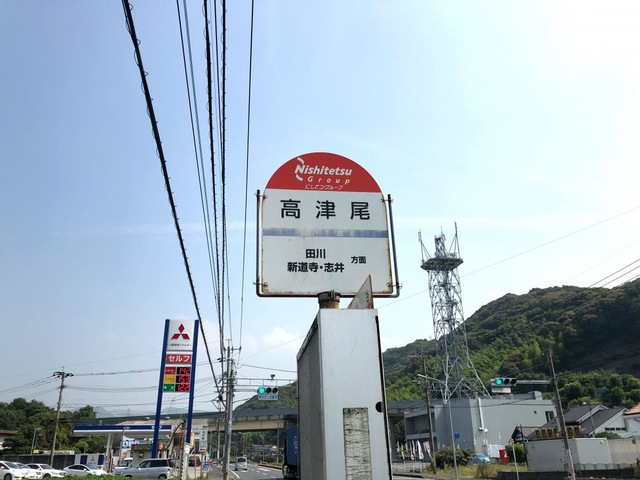 Nishitetsu
Group
にしてつグループ
高津尾
田川
新道寺・志井
方面
セルフ